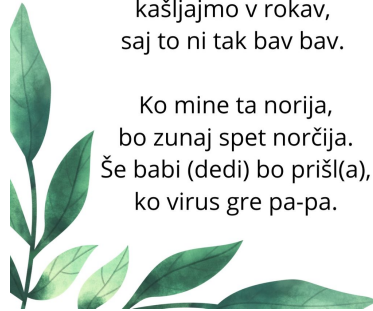 kašljajmo v rokav,
saj to ni tak bav bav.
Ko mine ta norija,
bo zunaj spet norčija.
Še babi (dedi) bo prišl(a),
ko virus gre pa-pa.